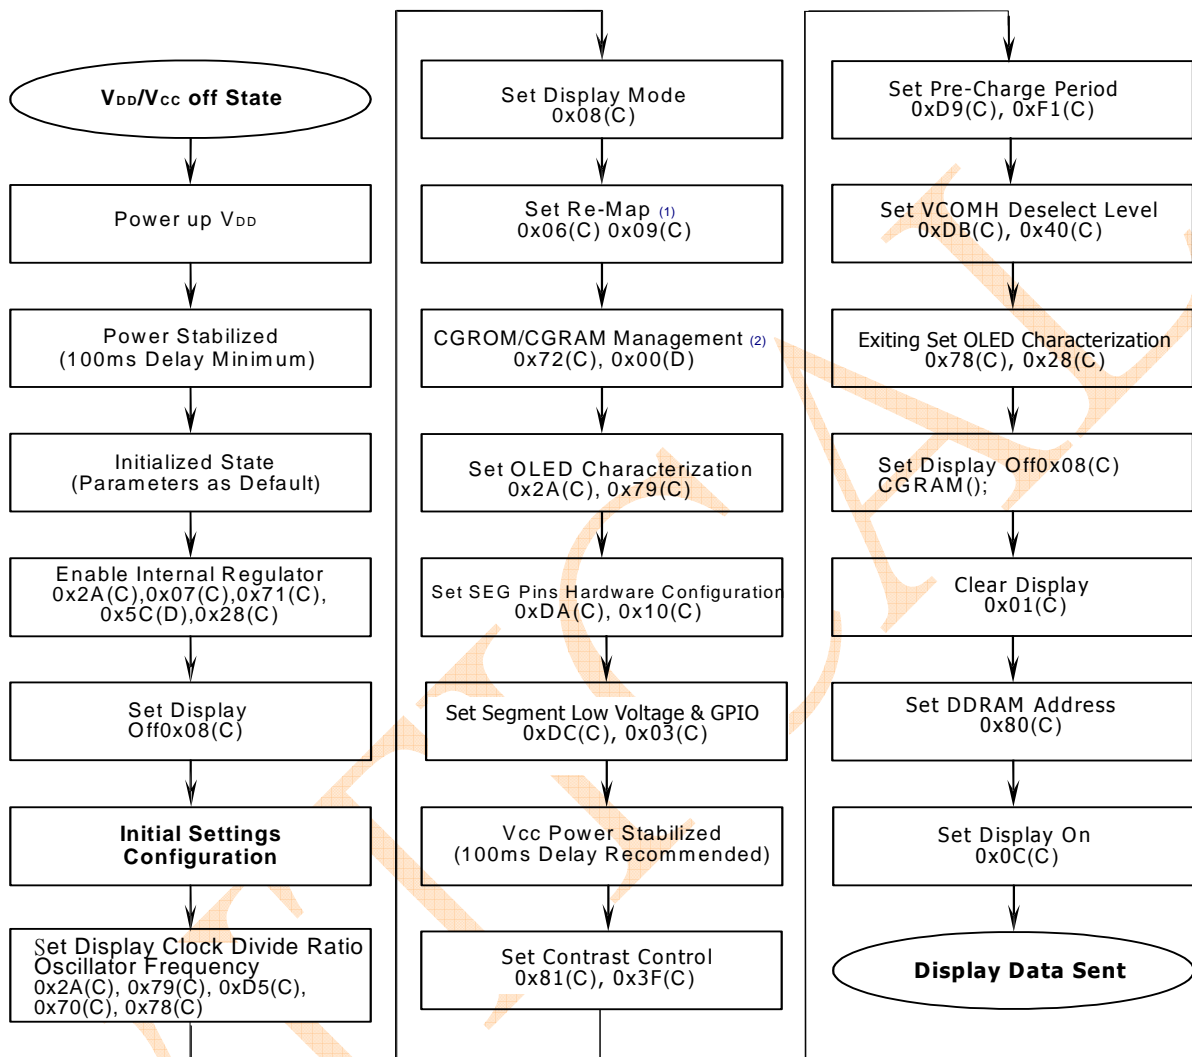 VDD/VCC off State
Power up VDD
Power Stabilized
(100ms Delay Minimum)
Initialized State
(Parameters as Default)
Enable Internal Regulator
0x2A(C),0x07(C),0x71(C),
0x5C(D),0x28(C)
Set Display
Off0x08(C)
Initial Settings
Configuration
Set Display Clock Divide Ratio
Oscillator Frequency
0x2A(C), 0x79(C), 0xD5(C),
0x70(C), 0x78(C)
Set Display Mode
0x08(C)
Set Re-Map (1)
0x06(C) 0x09(C)
CGROM/CGRAM Management (2)
0x72(C), 0x00(D)
Set OLED Characterization
0x2A(C), 0x79(C)
Set SEG Pins Hardware Configuration
0xDA(C), 0x10(C)
Set Segment Low Voltage & GPIO
0xDC(C), 0x03(C)
Vcc Power Stabilized
(100ms Delay Recommended)
Set Contrast Control
0x81(C), 0x3F(C)
Set Pre-Charge Period
0xD9(C), 0xF1(C)
Set VCOMH Deselect Level
0xDB(C), 0x40(C)
Exiting Set OLED Characterization
0x78(C), 0x28(C)
Set Display Off0x08(C)
CGRAM();
Clear Display
0x01(C)
Set DDRAM Address
0x80(C)
Set Display On
0x0C(C)
Display Data Sent